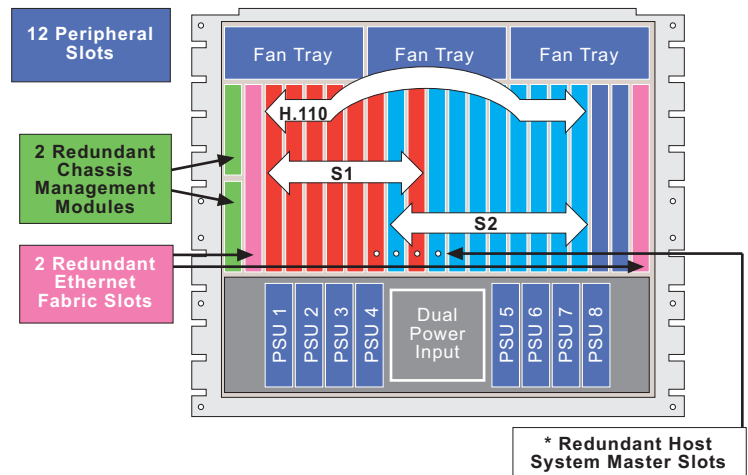 12 Peripheral
Slots
Fan Tray
Fan Tray
Fan Tray
H.110
2 Redundant
Chassis
Management
Modules
S1
S2
2 Redundant
Ethernet
Fabric Slots
PSU 1
PSU 2
PSU 3
PSU 4
Dual
Power
Input
PSU 5
PSU 6
PSU 7
PSU 8
* Redundant Host
System Master Slots